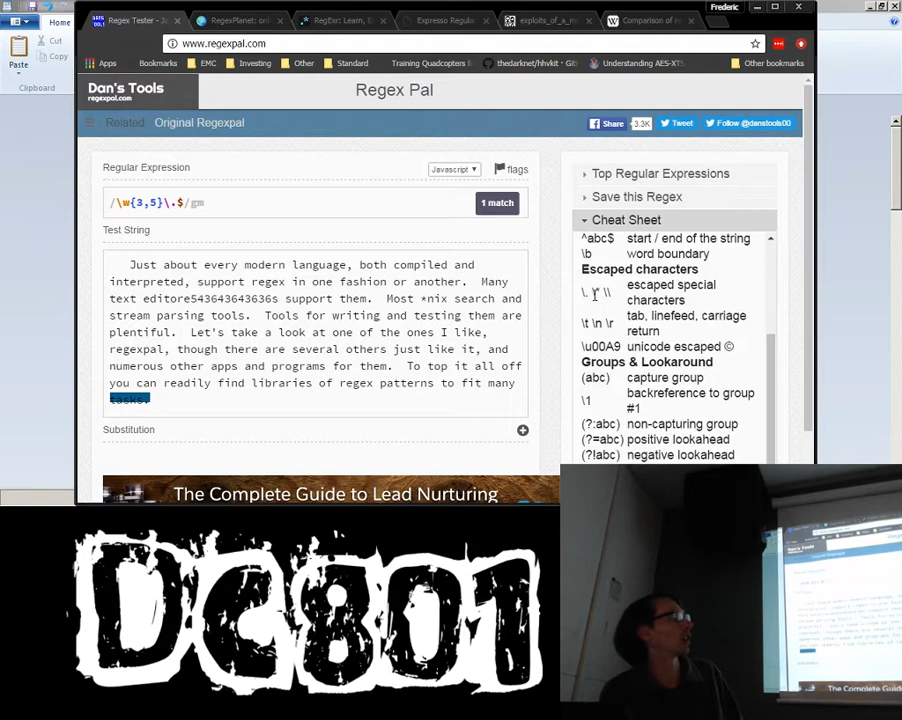 Frederic
Regex Tester - Ja
RegexPlanet: onli
RegExr: Learn, B
Expresso Regula
exploits_of_a_m
Comparison of re
Home
Cut
Copy
Paste
Clipboard
www.regexpal.com
Apps
Bookmarks
EMC
Investing
Other
Standard
Training Quadcopters
thedarknet/hhvkit · Git
Understanding AES-XTS
Other bookmarks
Dan's Tools
regexpal.com
Regex Pal
Related
Original Regexpal
Share
3.3K
Tweet
Follow @danstools00
Regular Expression
Javascript
flags
/\w{3,5}\.$/gm
1 match
Test String
Just about every modern language, both compiled and
interpreted, support regex in one fashion or another. Many
text editore543643643636s support them. Most *nix search and
stream parsing tools. Tools for writing and testing them are
plentiful. Let's take a look at one of the ones I like,
regexpal, though there are several others just like it, and
numerous other apps and programs for them. To top it all off
you can readily find libraries of regex patterns to fit many
tasks.
Substitution
The Complete Guide to Lead Nurturing
Top Regular Expressions
Save this Regex
Cheat Sheet
^abc$ start / end of the string
\b word boundary
Escaped characters
\. \* \\ escaped special
characters
\t \n \r tab, linefeed, carriage
return
\u00A9 unicode escaped ©
Groups & Lookaround
(abc) capture group
\1 backreference to group
#1
(?:abc) non-capturing group
(?=abc) positive lookahead
(?!abc) negative lookahead
DC801
Dan's Tools